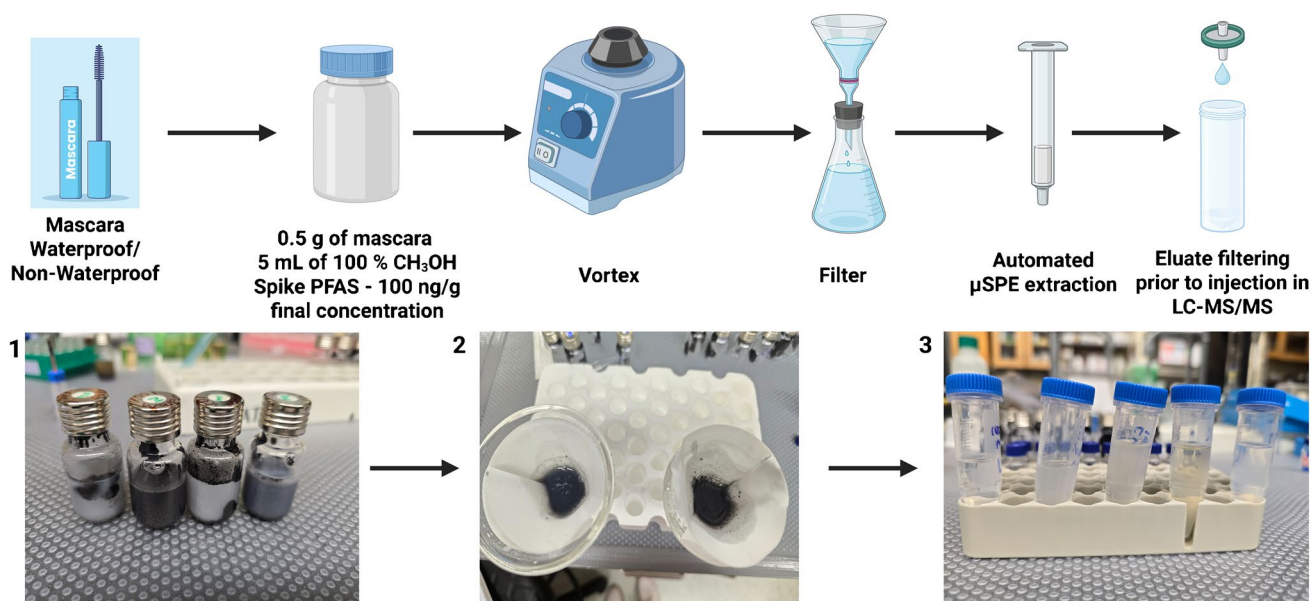 Mascara
Mascara
Waterproof/
Non-Waterproof
0.5 g of mascara
5 mL of 100 % CH₃OH
Spike PFAS - 100 ng/g
final concentration
Vortex
Filter
Automated
µSPE extraction
Eluate filtering
prior to injection in
LC-MS/MS
1
2
3